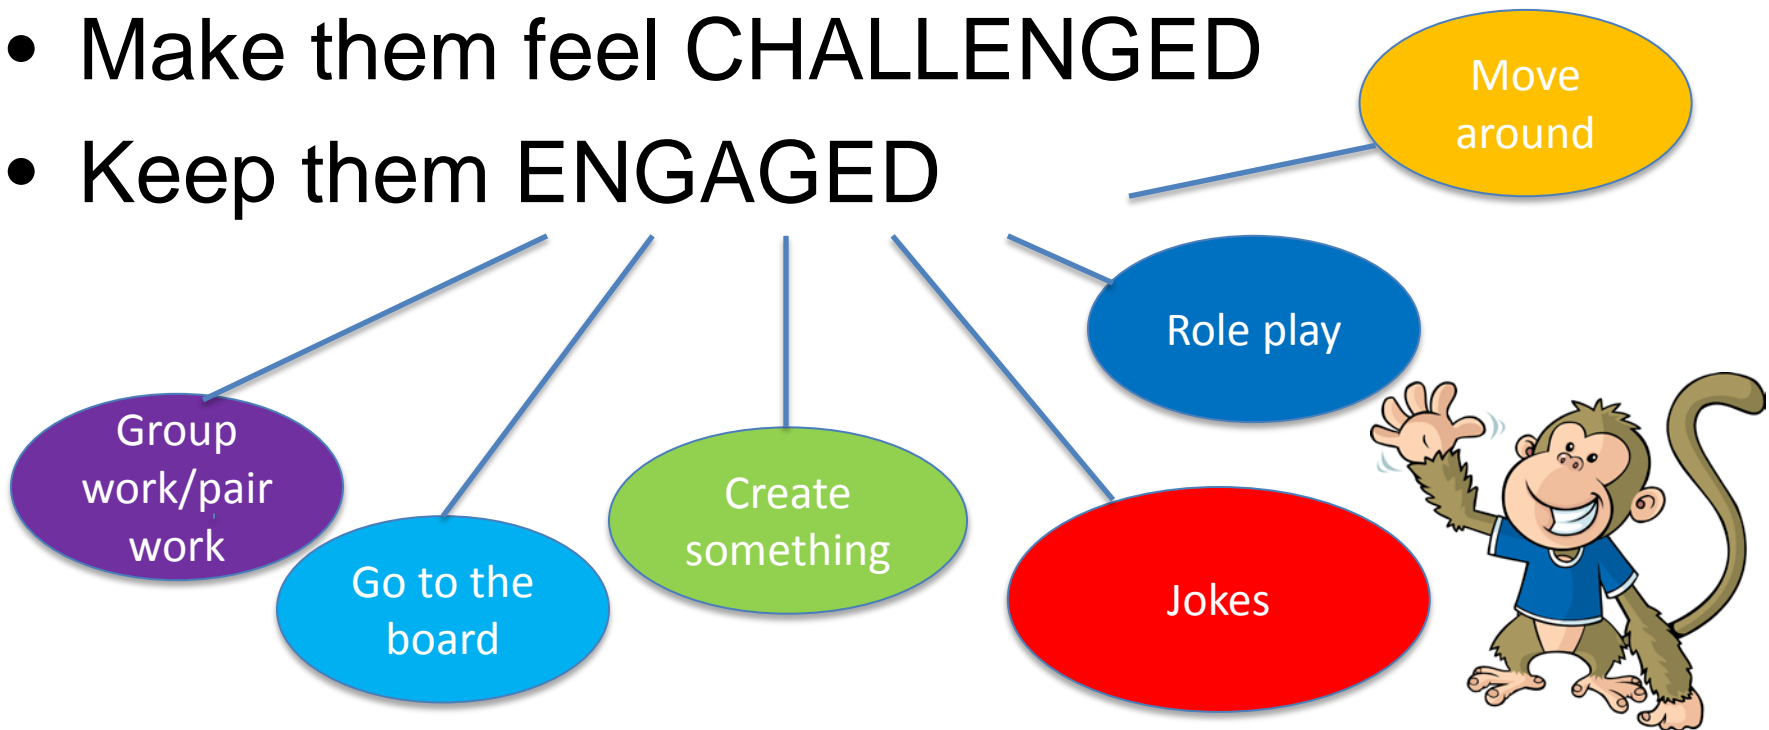 • Make them feel CHALLENGED
• Keep them ENGAGED
Move
around
Role play
Group
work/pair
work
Go to the
board
Create
something
Jokes